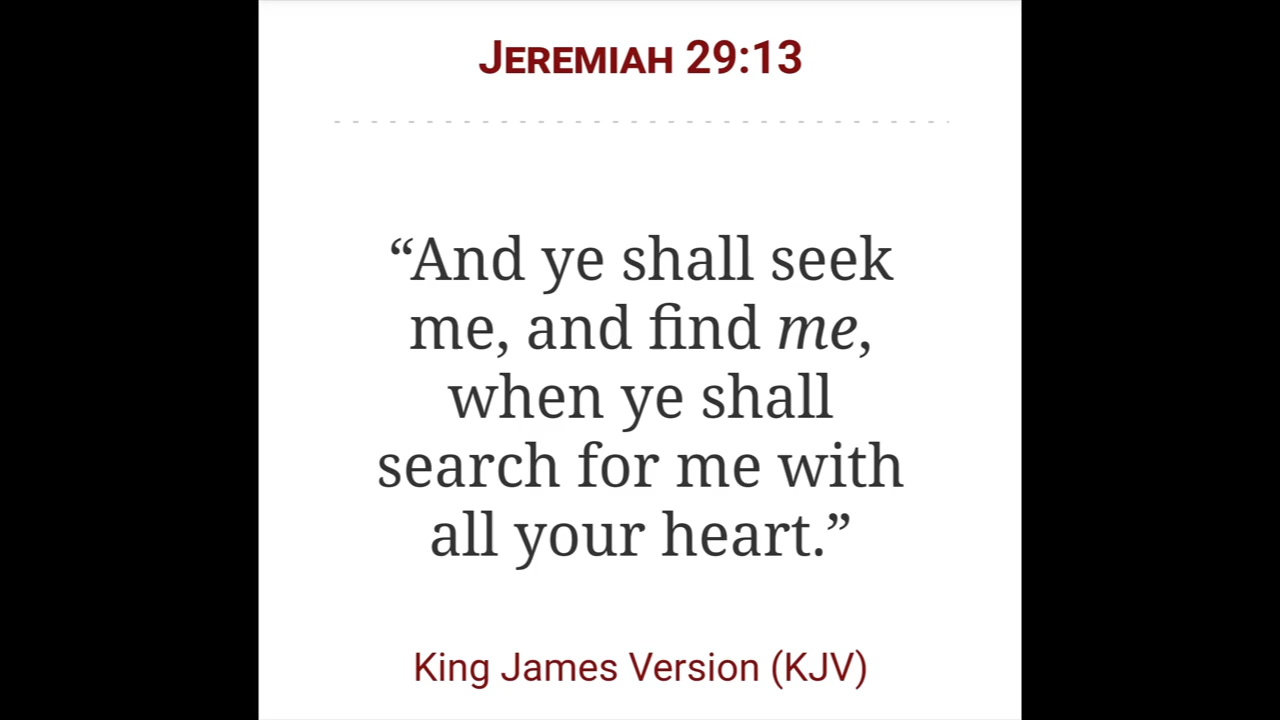 Jeremiah 29:13
“And ye shall seek
me, and find me,
when ye shall
search for me with
all your heart.”
King James Version (KJV)